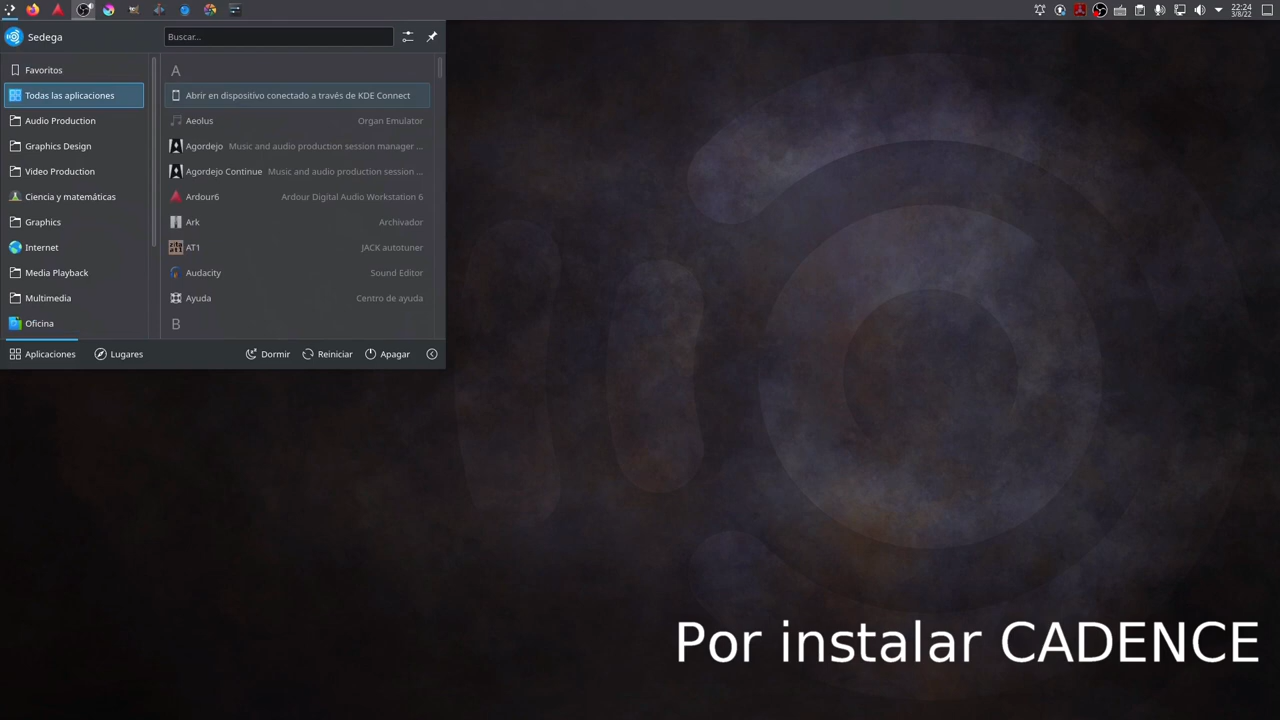 22:24
3/8/22
Sedega
Buscar...
Favoritos
Todas las aplicaciones
Audio Production
Graphics Design
Video Production
Ciencia y matemáticas
Graphics
Internet
Media Playback
Multimedia
Oficina
A
Abrir en dispositivo conectado a través de KDE Connect
Aeolus Organ Emulator
Agordejo Music and audio production session manager ...
Agordejo Continue Music and audio production session ...
Ardour6 Ardour Digital Audio Workstation 6
Ark Archivador
AT1 JACK autotuner
Audacity Sound Editor
Ayuda Centro de ayuda
B
Aplicaciones Lugares Dormir Reiniciar Apagar
Por instalar CADENCE